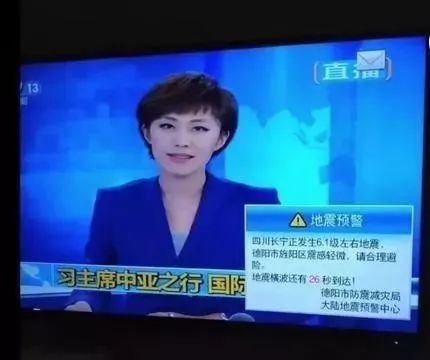 13
直播
地震预警
四川长宁正发生6.1级左右地震，
德阳市旌阳区震感轻微，请合理避
险。
地震横波还有 26 秒到达！
德阳市防震减灾局
大陆地震预警中心
习主席中亚之行 国际